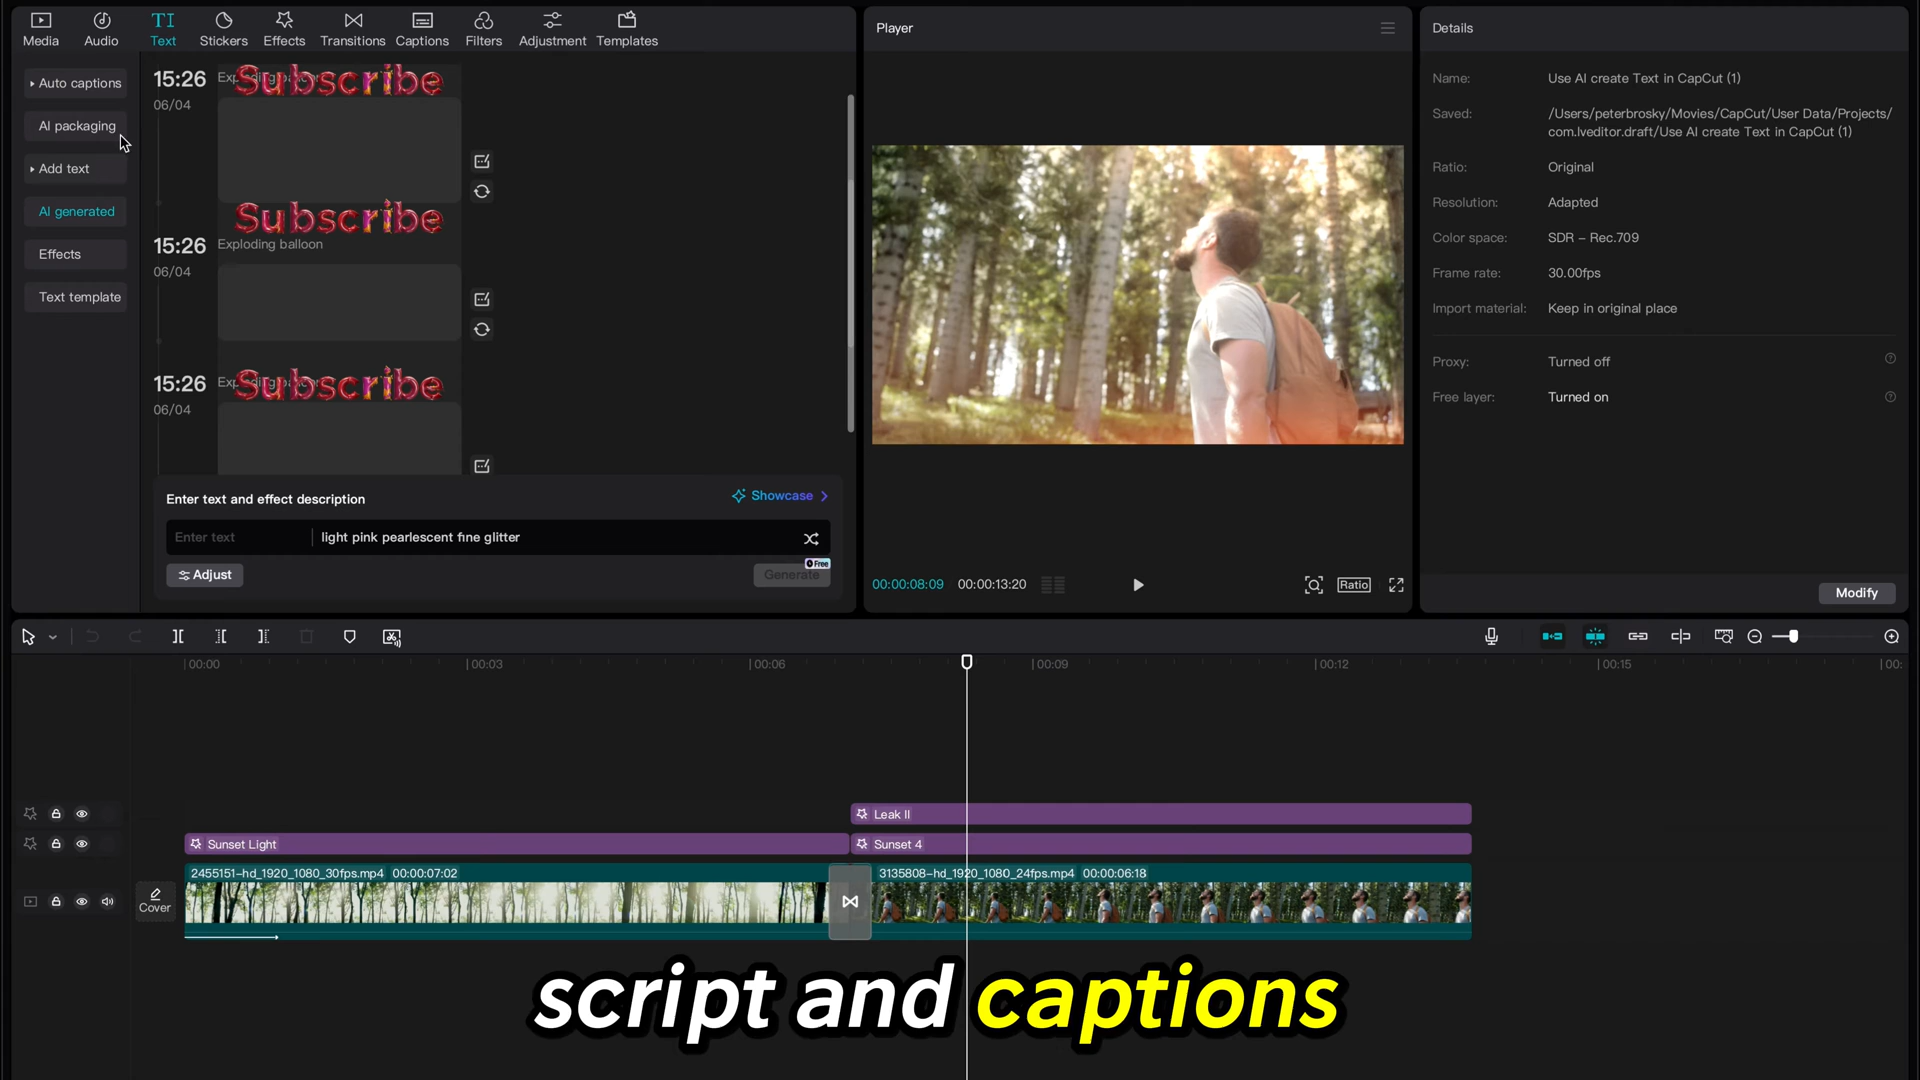 Media Audio Text Stickers Effects Transitions Captions Filters Adjustment Templates
Auto captions
AI packaging
Add text
AI generated
Effects
Text template
15:26
06/04
Subscribe
15:26
06/04
Subscribe
Exploding balloon
15:26
06/04
Subscribe
Enter text and effect description
Showcase
Enter text
light pink pearlescent fine glitter
Adjust
Free
Generate
Player
00:00:08:09 00:00:13:20
Ratio
Details
Name: Use AI create Text in CapCut (1)
Saved: /Users/peterbrosky/Movies/CapCut/User Data/Projects/
com.lveditor.draft/Use AI create Text in CapCut (1)
Ratio: Original
Resolution: Adapted
Color space: SDR – Rec.709
Frame rate: 30.00fps
Import material: Keep in original place
Proxy: Turned off
Free layer: Turned on
Modify
00:00 00:03 00:06 00:09 00:12 00:15 00:
Leak II
Sunset Light
Sunset 4
2455151-hd_1920_1080_30fps.mp4 00:00:07:02
3135808-hd_1920_1080_24fps.mp4 00:00:06:18
Cover
script and captions